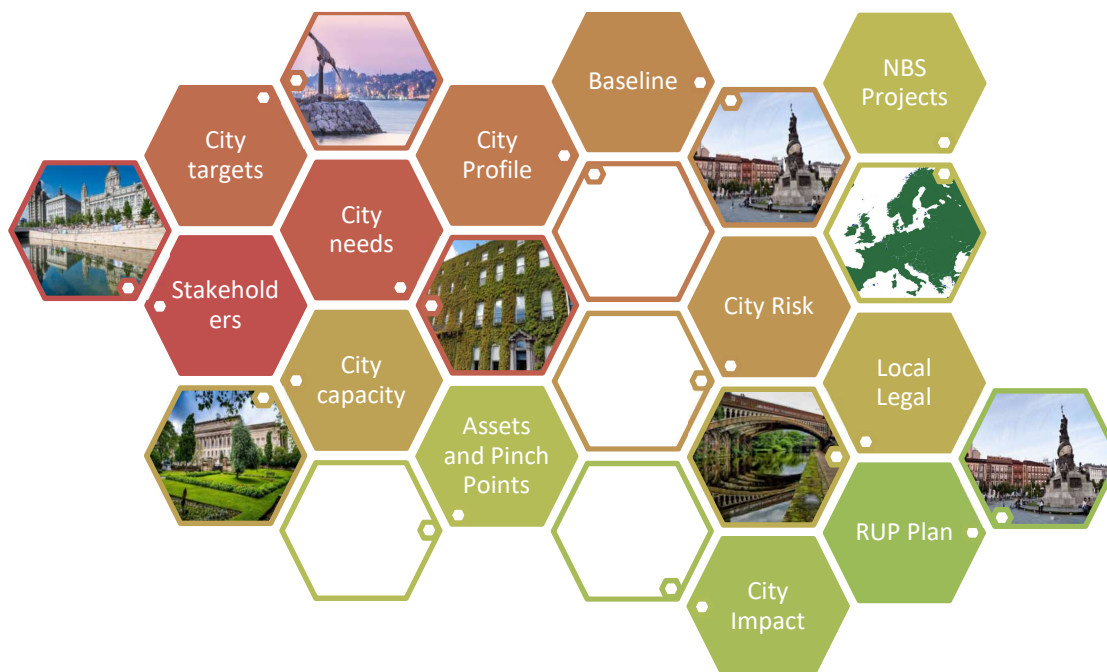 Baseline
NBS
Projects
City
targets
City
Profile
City
needs
Stakehold
ers
City Risk
City
capacity
Local
Legal
Assets
and Pinch
Points
RUP Plan
City
Impact